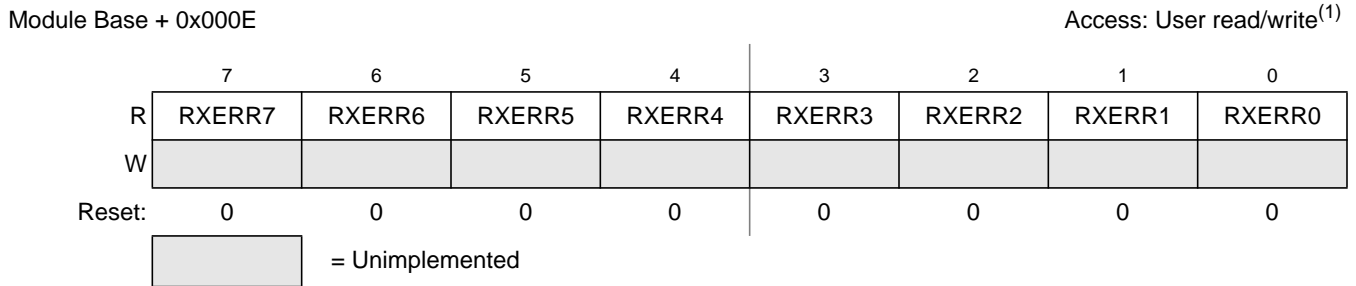 Module Base + 0x000E Access: User read/write(1)
7 6 5 4 3 2 1 0
R RXERR7 RXERR6 RXERR5 RXERR4 RXERR3 RXERR2 RXERR1 RXERR0
W
Reset: 0 0 0 0 0 0 0 0
= Unimplemented